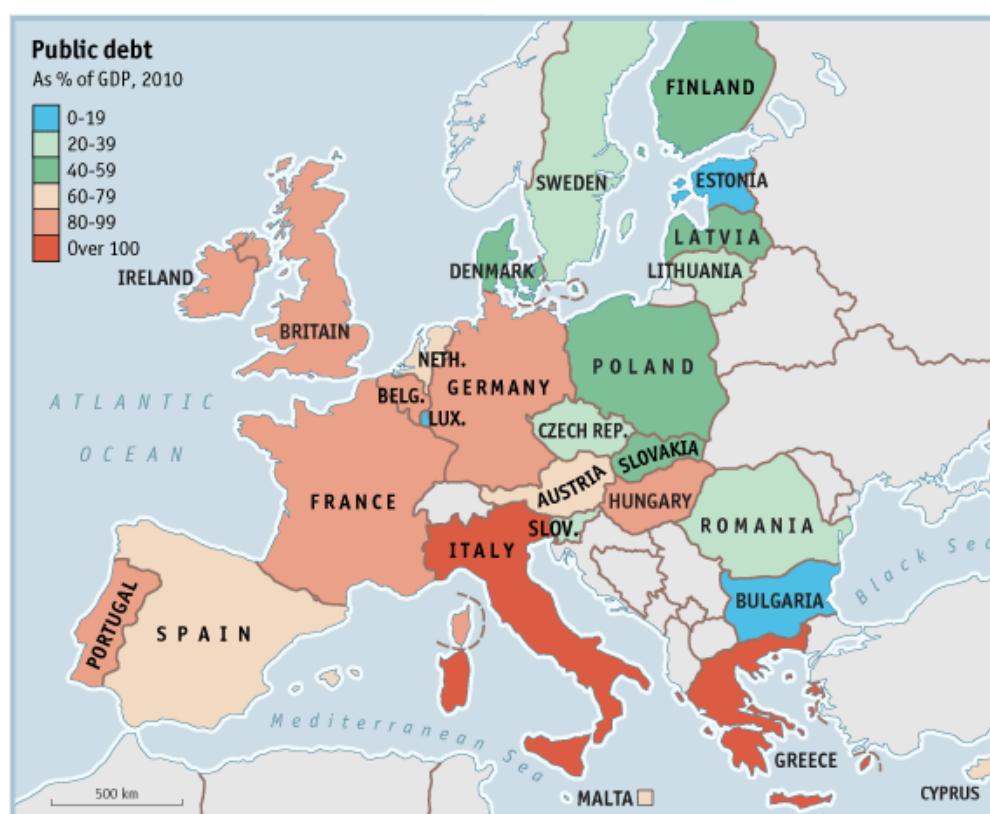 Public debt
As % of GDP, 2010
0-19
20-39
40-59
60-79
80-99
Over 100
FINLAND
SWEDEN
ESTONIA
LATVIA
LITHUANIA
DENMARK
IRELAND
BRITAIN
NETH.
GERMANY
POLAND
BELG.
LUX.
ATLANTIC
OCEAN
CZECH REP.
SLOVAKIA
AUSTRIA
HUNGARY
FRANCE
SLOV.
ITALY
ROMANIA
Black Sea
BULGARIA
PORTUGAL
SPAIN
Mediterranean Sea
GREECE
500 km
MALTA
CYPRUS